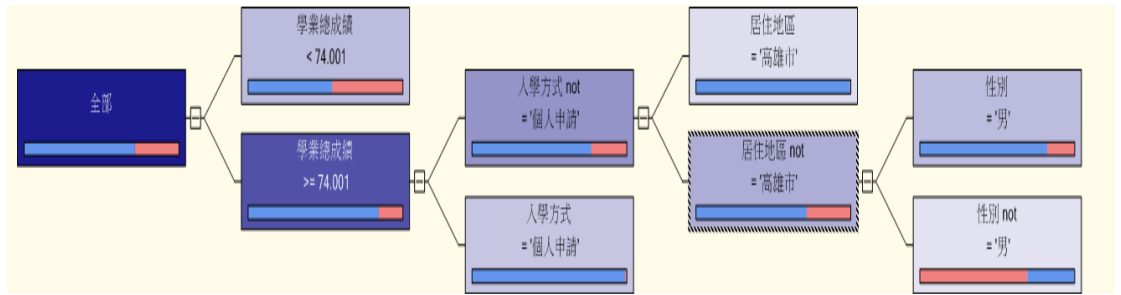 全部
學業總成績
< 74.001
學業總成績
>= 74.001
入學方式 not
= '個人申請'
入學方式
= '個人申請'
居住地區
= '高雄市'
居住地區 not
= '高雄市'
性別
= '男'
性別 not
= '男'